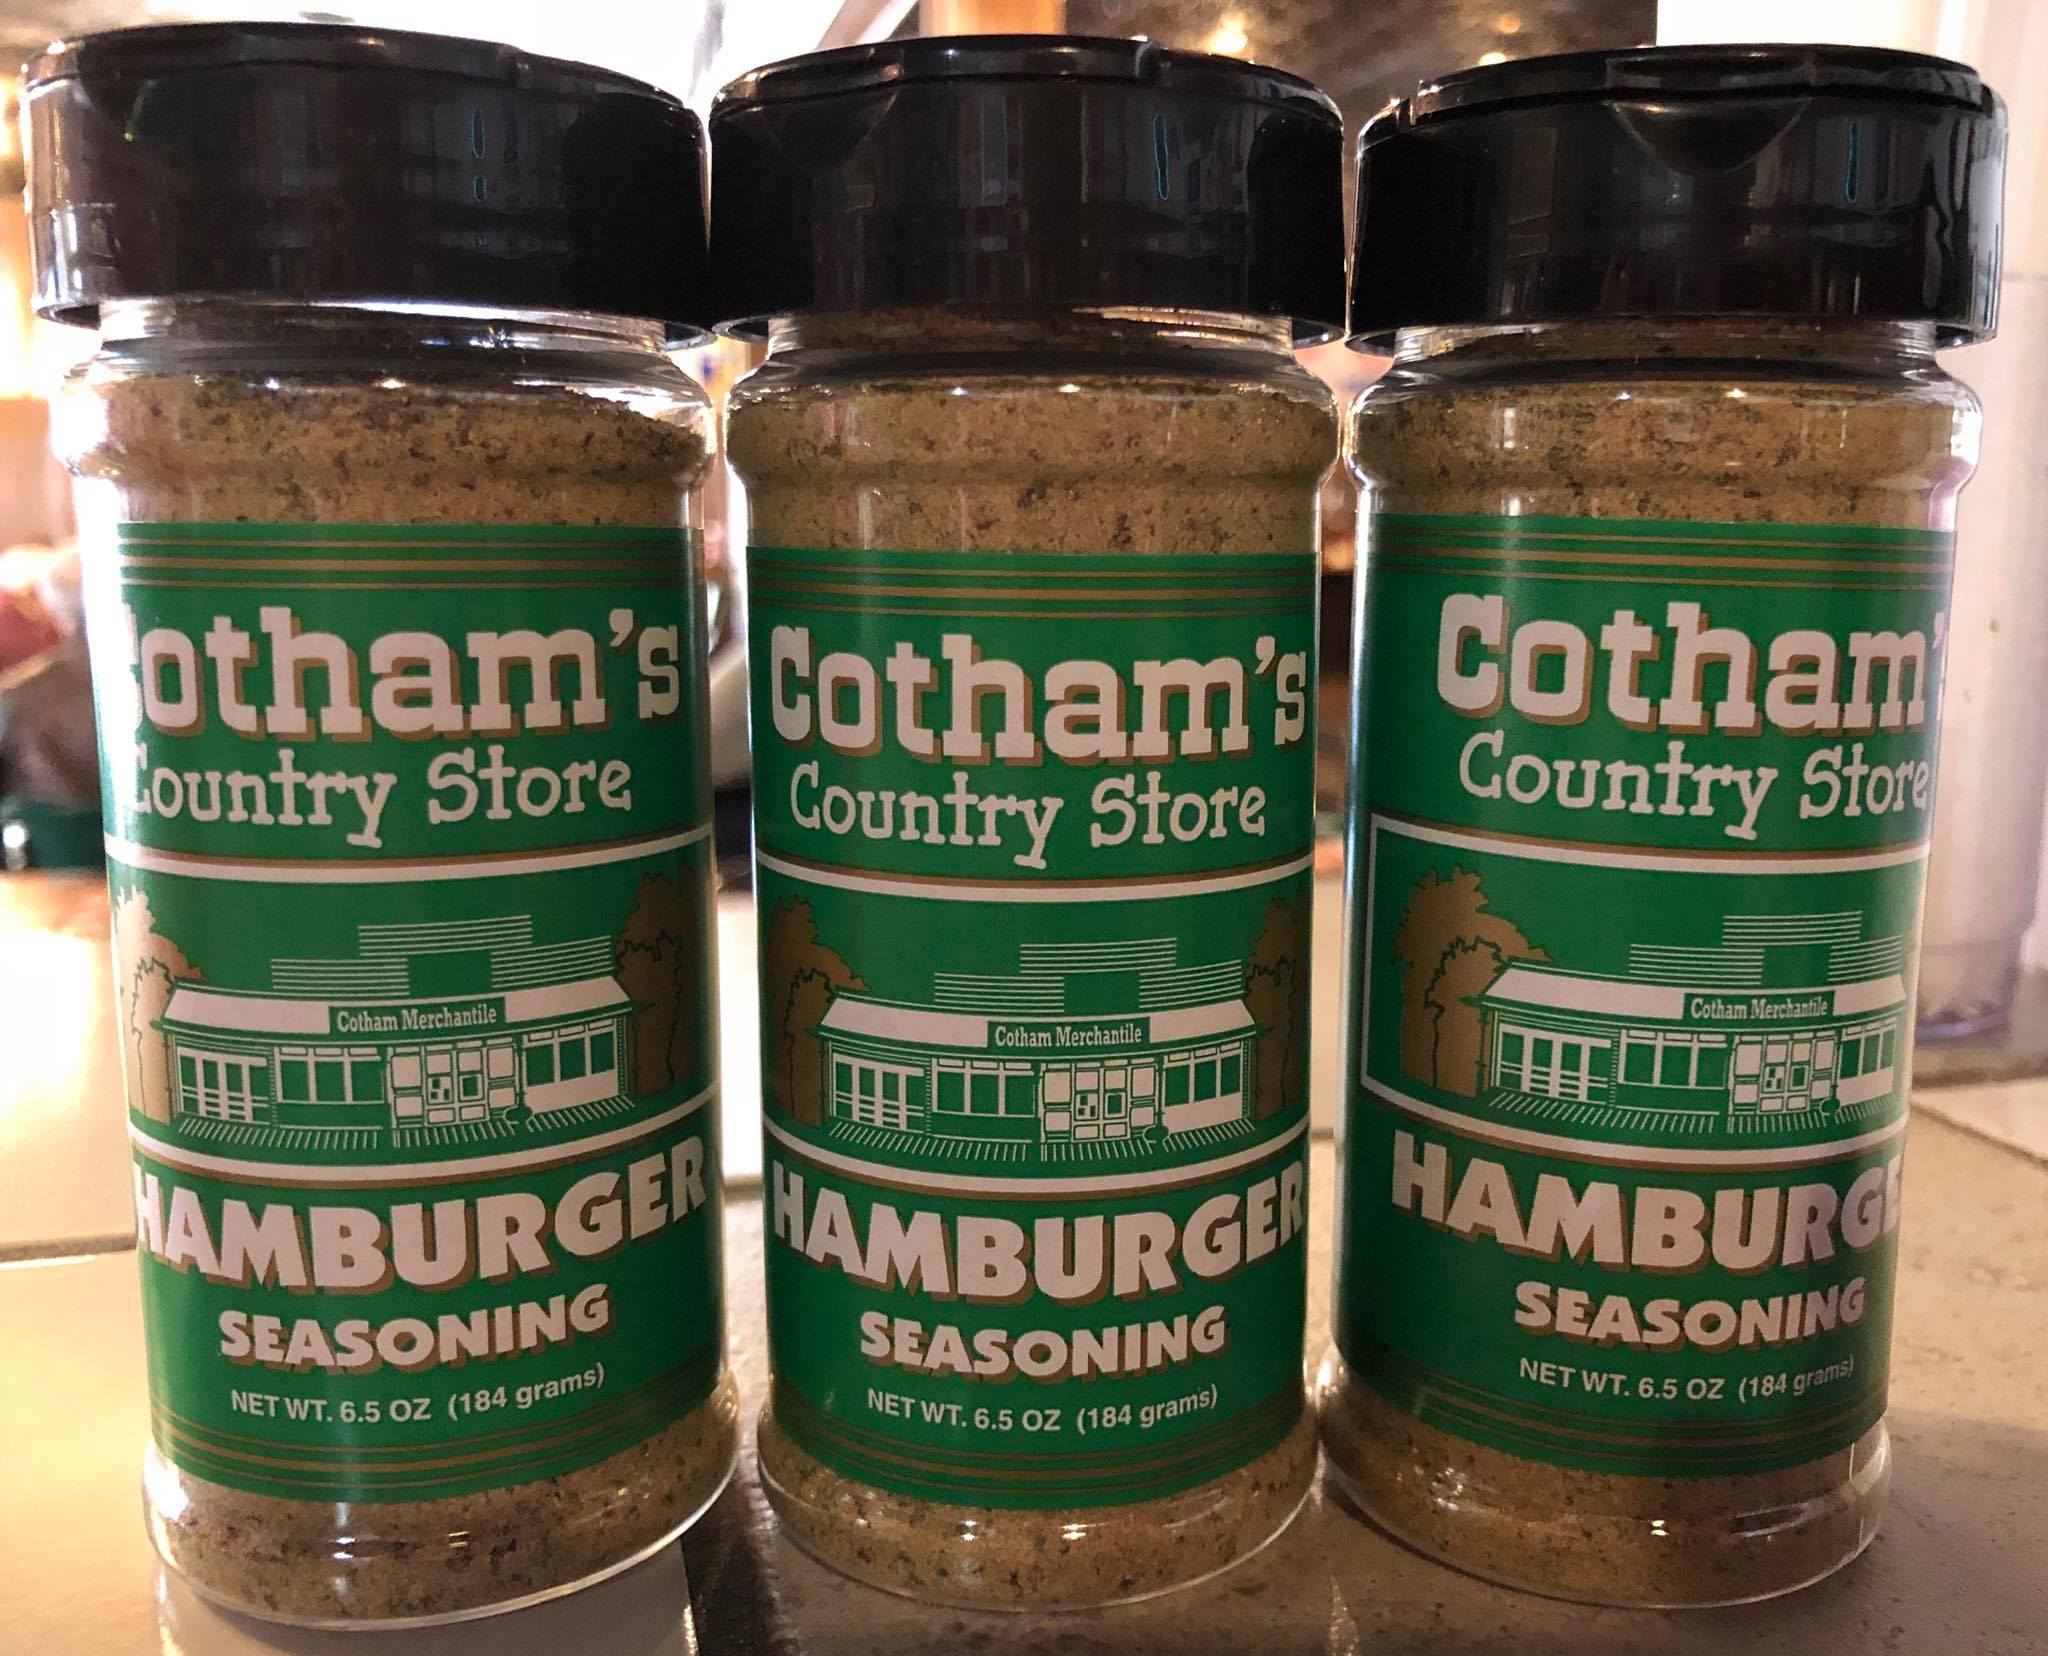 otham's
Country Store
Cotham Merchantile
HAMBURGER
SEASONING
NET WT. 6.5 OZ (184 grams)
Cotham's
Country Store
Cotham Merchantile
HAMBURGER
SEASONING
NET WT. 6.5 OZ (184 grams)
Cotham'
Country Store
Cotham Merchantile
HAMBURGE
SEASONING
NET WT. 6.5 OZ (184 grams)